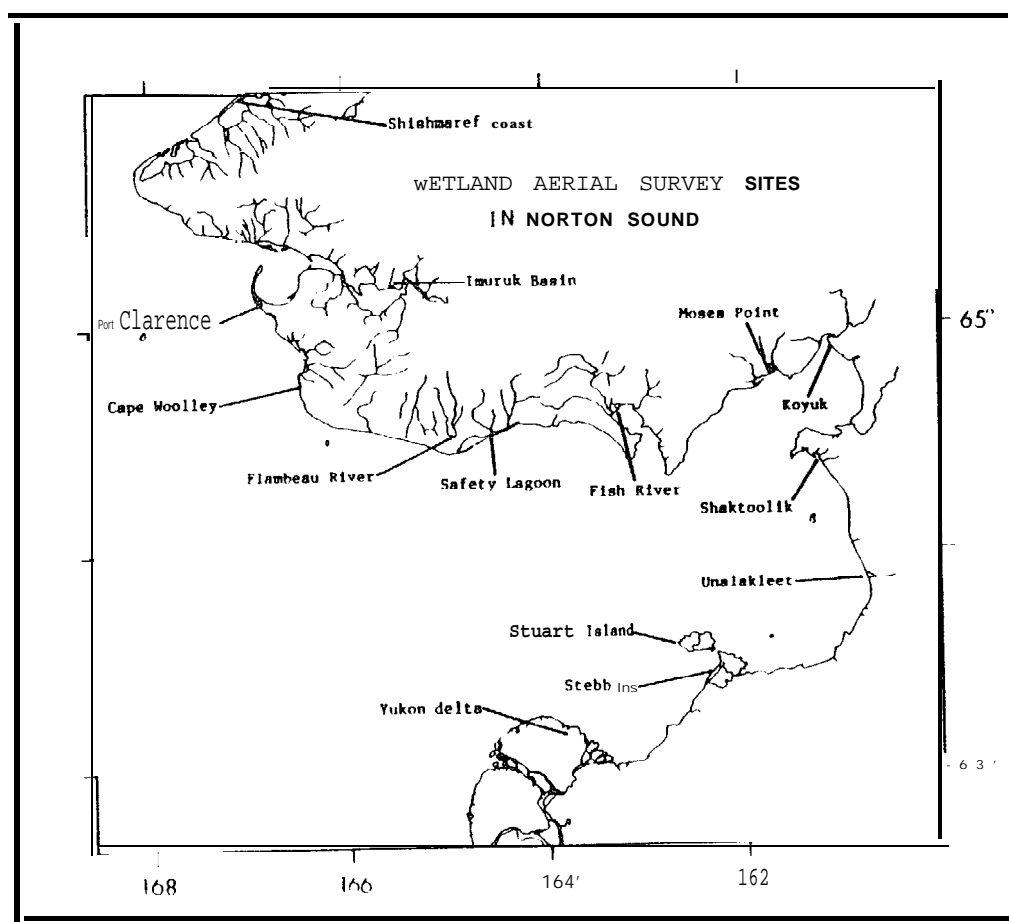 Shishmaref coast
wETLAND AERIAL SURVEY SITES
IN NORTON SOUND
Imuruk Basin
Port Clarence
Moses Point
65"
Cape Woolley
Koyuk
Flambeau River
Safety Lagoon
Fish River
Shaktoolik
Unalakleet
Stuart Island
Stebb Ins
Yukon delta
- 6 3 '
168
166
164'
162